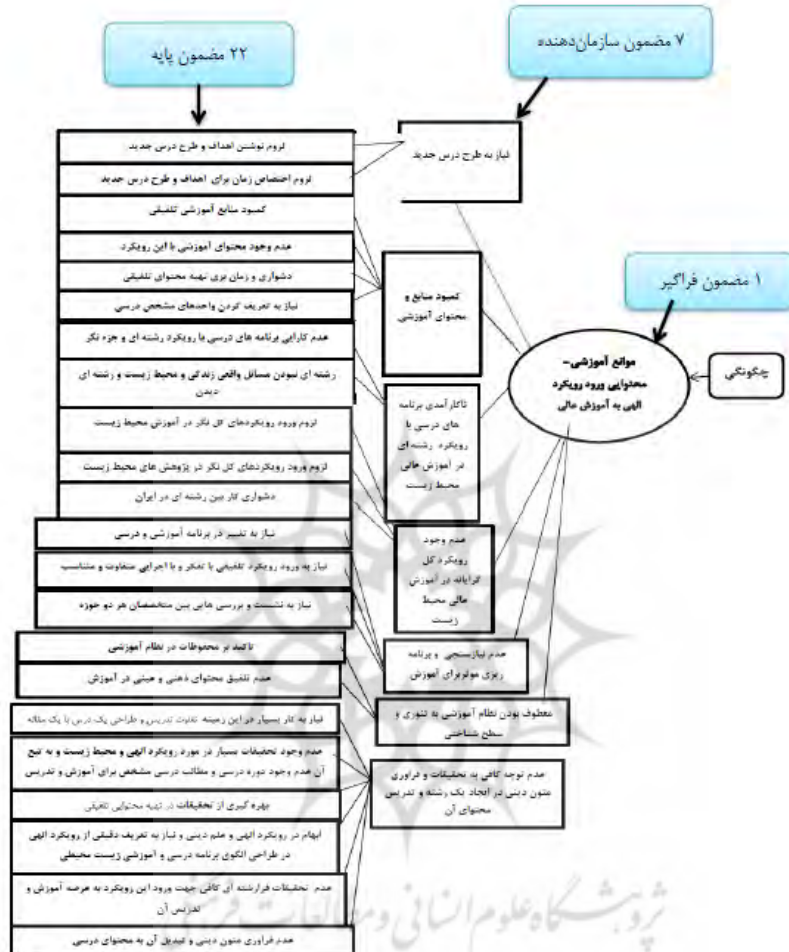 ۷ مضمون سازمان‌دهنده
۲۲ مضمون پایه
۱ مضمون فراگیر
چگونگی
موانع آموزشی-
محتوایی ورود رویکرد
الهی به آموزش عالی
نیاز به طرح درس جدید
لزوم نوشتن اهداف و طرح درس جدید
لزوم اختصاص زمان برای اهداف و طرح درس جدید
کمبود منابع و
محتوای آموزشی
کمبود منابع آموزشی تلفیقی
عدم وجود محتوای آموزشی با این رویکرد
دشواری و زمان بری تهیه محتوای تلفیقی
نیاز به تعریف کردن واحدهای مشخص درسی
ناکارآمدی برنامه
های درسی با
رویکرد رشته ای
در آموزش عالی
محیط زیست
عدم کارایی برنامه های درسی با رویکرد رشته ای و جزء نگر
رشته ای نبودن مسائل واقعی زندگی و محیط زیست و رشته ای
دیدن
لزوم ورود رویکردهای کل نگر در آموزش محیط زیست
عدم وجود
رویکرد کل
گرایانه در آموزش
عالی محیط
زیست
لزوم ورود رویکردهای کل نگر در پژوهش های محیط زیست
دشواری کار بین رشته ای در ایران
عدم نیازسنجی و برنامه
ریزی موثر برای آموزش
نیاز به تغییر در برنامه آموزشی و درسی
نیاز به ورود رویکرد تلفیقی با تفکر و با اجرایی متفاوت و متناسب
نیاز به نشست و بررسی هایی بین متخصصان هر دو حوزه
معطوف بودن نظام آموزشی به تئوری و
سطح شناختی
تاکید بر محفوظات در نظام آموزشی
عدم تلفیق محتوای ذهنی و عینی در آموزش
عدم توجه کافی به تحقیقات و فراوری
متون دینی در ایجاد یک رشته و تدریس
محتوای آن
نیاز به کار بسیار در این زمینه تفاوت تدریس و طراحی یک درس با یک مقاله
عدم وجود تحقیقات بسیار در مورد رویکرد الهی و محیط زیست و به تبع
آن عدم وجود دوره درسی و مطالب درسی مشخص برای آموزش و تدریس
بهره گیری از تحقیقات در تهیه محتوایی تلفیقی
ابهام در رویکرد الهی و علم دینی و نیاز به تعریف دقیقی از رویکرد الهی
در طراحی الگوی برنامه درسی و آموزشی زیست محیطی
عدم تحقیقات فرارشته ای کافی جهت ورود این رویکرد به عرصه آموزش و
تدریس آن
عدم فراوری متون دینی و تبدیل آن به محتوای درسی
پژوهشگاه علوم انسانی و مطالعات فرهنگی